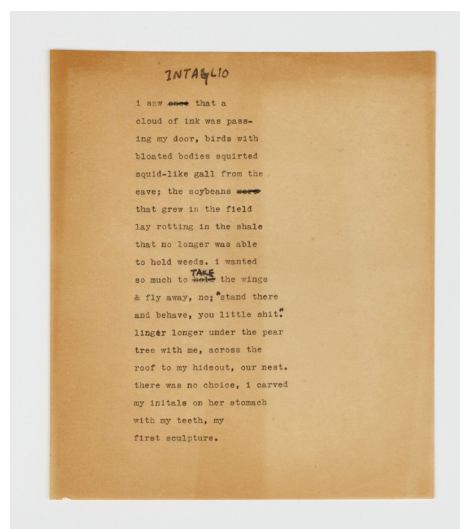 INTAGLIO
i saw once that a
cloud of ink was pass-
ing my door, birds with
bloated bodies squirted
squid-like gall from the
eave; the soybeans were
that grew in the field
lay rotting in the shale
that no longer was able
to hold weeds. i wanted
TAKE
so much to hold the wings
& fly away, no; "stand there
and behave, you little shit."
linger longer under the pear
tree with me, across the
roof to my hideout, our nest.
there was no choice, i carved
my initals on her stomach
with my teeth, my
first sculpture.